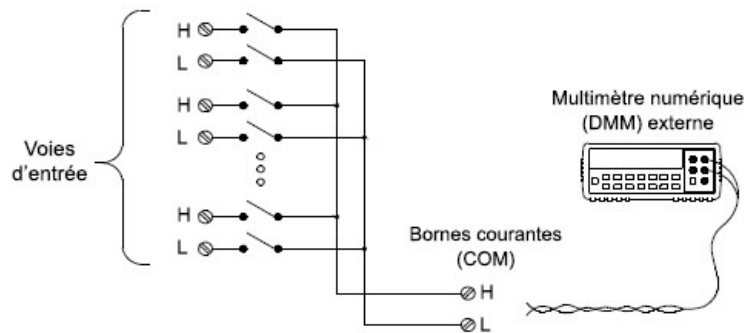 H
L
H
L
Voies
d'entrée
H
L
Multimètre numérique
(DMM) externe
Bornes courantes
(COM)
H
L